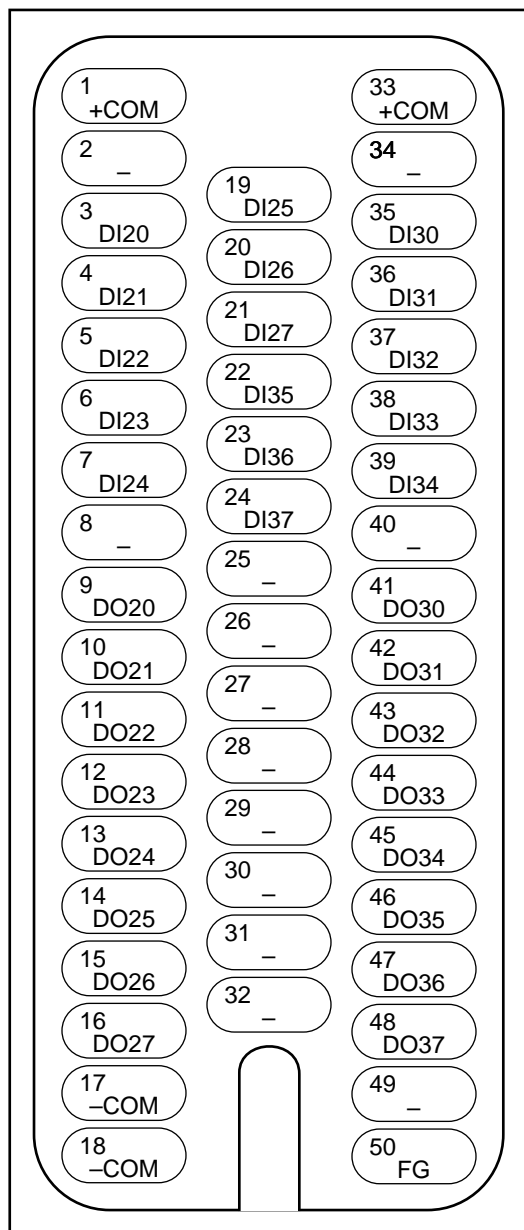 1
+COM
2
–
3
DI20
4
DI21
5
DI22
6
DI23
7
DI24
8
–
9
DO20
10
DO21
11
DO22
12
DO23
13
DO24
14
DO25
15
DO26
16
DO27
17
–COM
18
–COM
19
DI25
20
DI26
21
DI27
22
DI35
23
DI36
24
DI37
25
–
26
–
27
–
28
–
29
–
30
–
31
–
32
–
33
+COM
34
–
35
DI30
36
DI31
37
DI32
38
DI33
39
DI34
40
–
41
DO30
42
DO31
43
DO32
44
DO33
45
DO34
46
DO35
47
DO36
48
DO37
49
–
50
FG